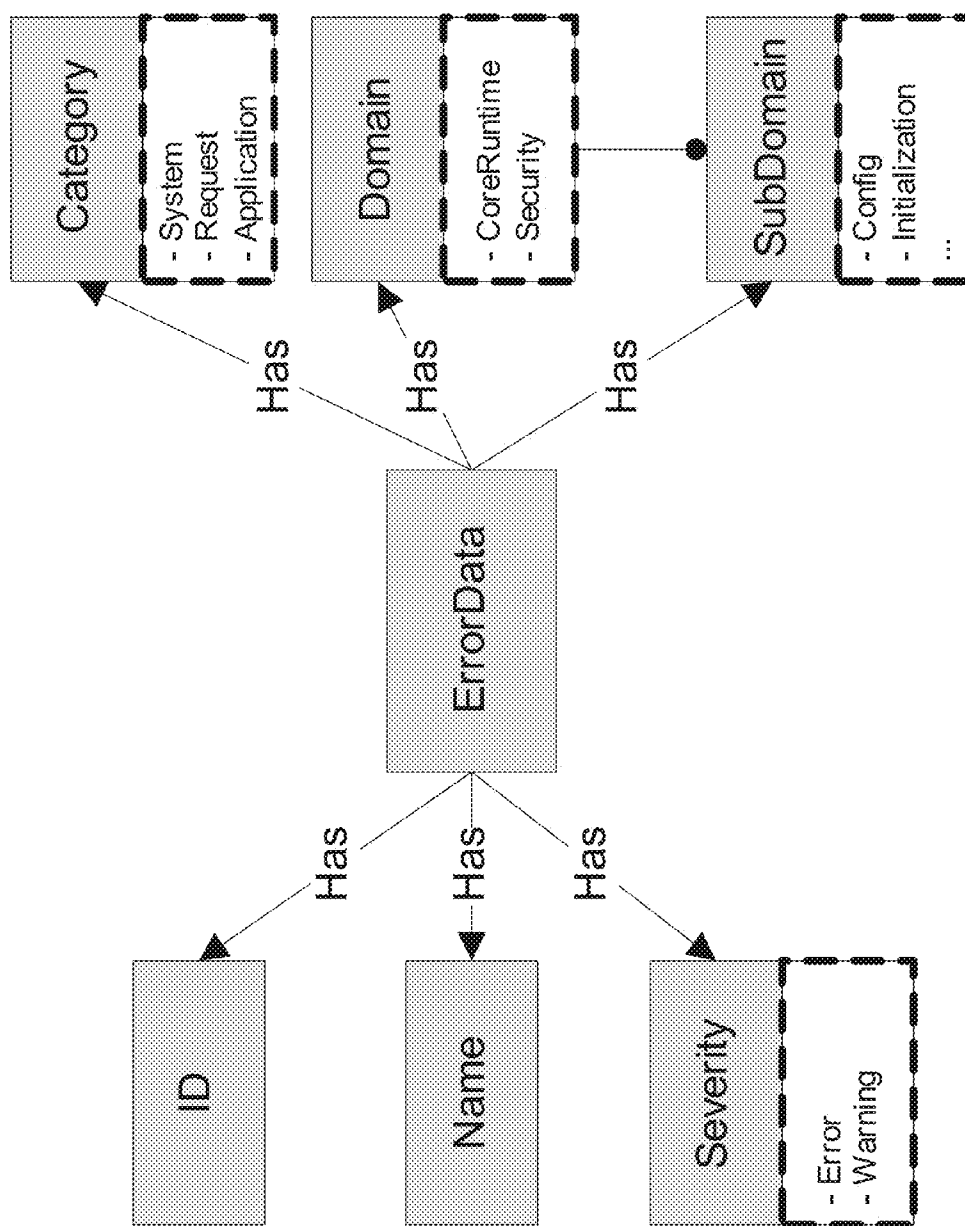 ID
Name
Severity
- Error
- Warning
Has
Has
Has
ErrorData
Has
Has
Has
Category
- System
- Request
- Application
Domain
- CoreRuntime
- Security
SubDomain
- Config
- Initialization
...